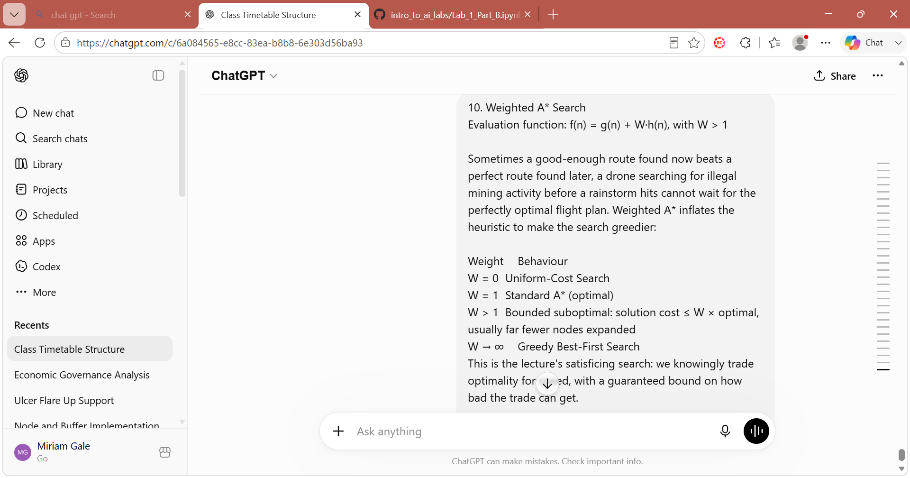 chat gpt - Search
Class Timetable Structure
intro_to_ai_labs/Lab_1_Part_B.ipynb
https://chatgpt.com/c/6a084565-e8cc-83ea-b8b8-6e303d56ba93
Chat
ChatGPT
Share
New chat
Search chats
Library
Projects
Scheduled
Apps
Codex
More
Recents
Class Timetable Structure
Economic Governance Analysis
Ulcer Flare Up Support
Node and Buffer Implementation
MG
Miriam Gale
Go
10. Weighted A* Search
Evaluation function: f(n) = g(n) + W·h(n), with W > 1
Sometimes a good-enough route found now beats a
perfect route found later, a drone searching for illegal
mining activity before a rainstorm hits cannot wait for the
perfectly optimal flight plan. Weighted A* inflates the
heuristic to make the search greedier:
Weight Behaviour
W = 0 Uniform-Cost Search
W = 1 Standard A* (optimal)
W > 1 Bounded suboptimal: solution cost ≤ W × optimal,
usually far fewer nodes expanded
W → ∞ Greedy Best-First Search
This is the lecture's satisficing search: we knowingly trade
optimality for ed, with a guaranteed bound on how
bad the trade can get.
Ask anything
ChatGPT can make mistakes. Check important info.